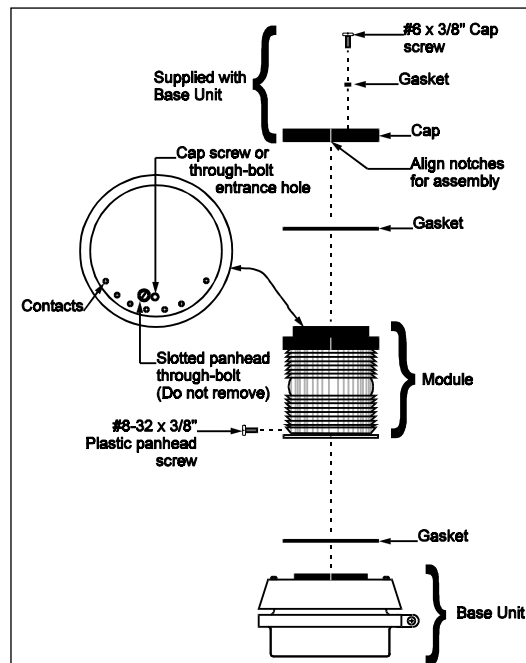 #6 x 3/8" Cap
screw
Supplied with
Base Unit
Gasket
Cap
Cap screw or
through-bolt
entrance hole
Align notches
for assembly
Gasket
Contacts
Slotted panhead
through-bolt
(Do not remove)
Module
#8-32 x 3/8"
Plastic panhead
screw
Gasket
Base Unit